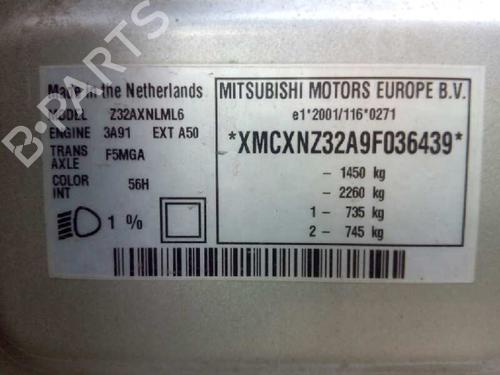 B-PARTS
Made in the Netherlands
MODEL Z32AXNLML6
ENGINE 3A91 EXT A50
TRANS AXLE F5MGA
COLOR INT 56H
1 %
MITSUBISHI MOTORS EUROPE B.V.
e1*2001/116*0271
*XMCXNZ32A9F036439*
- 1450 kg
- 2260 kg
1 - 735 kg
2 - 745 kg